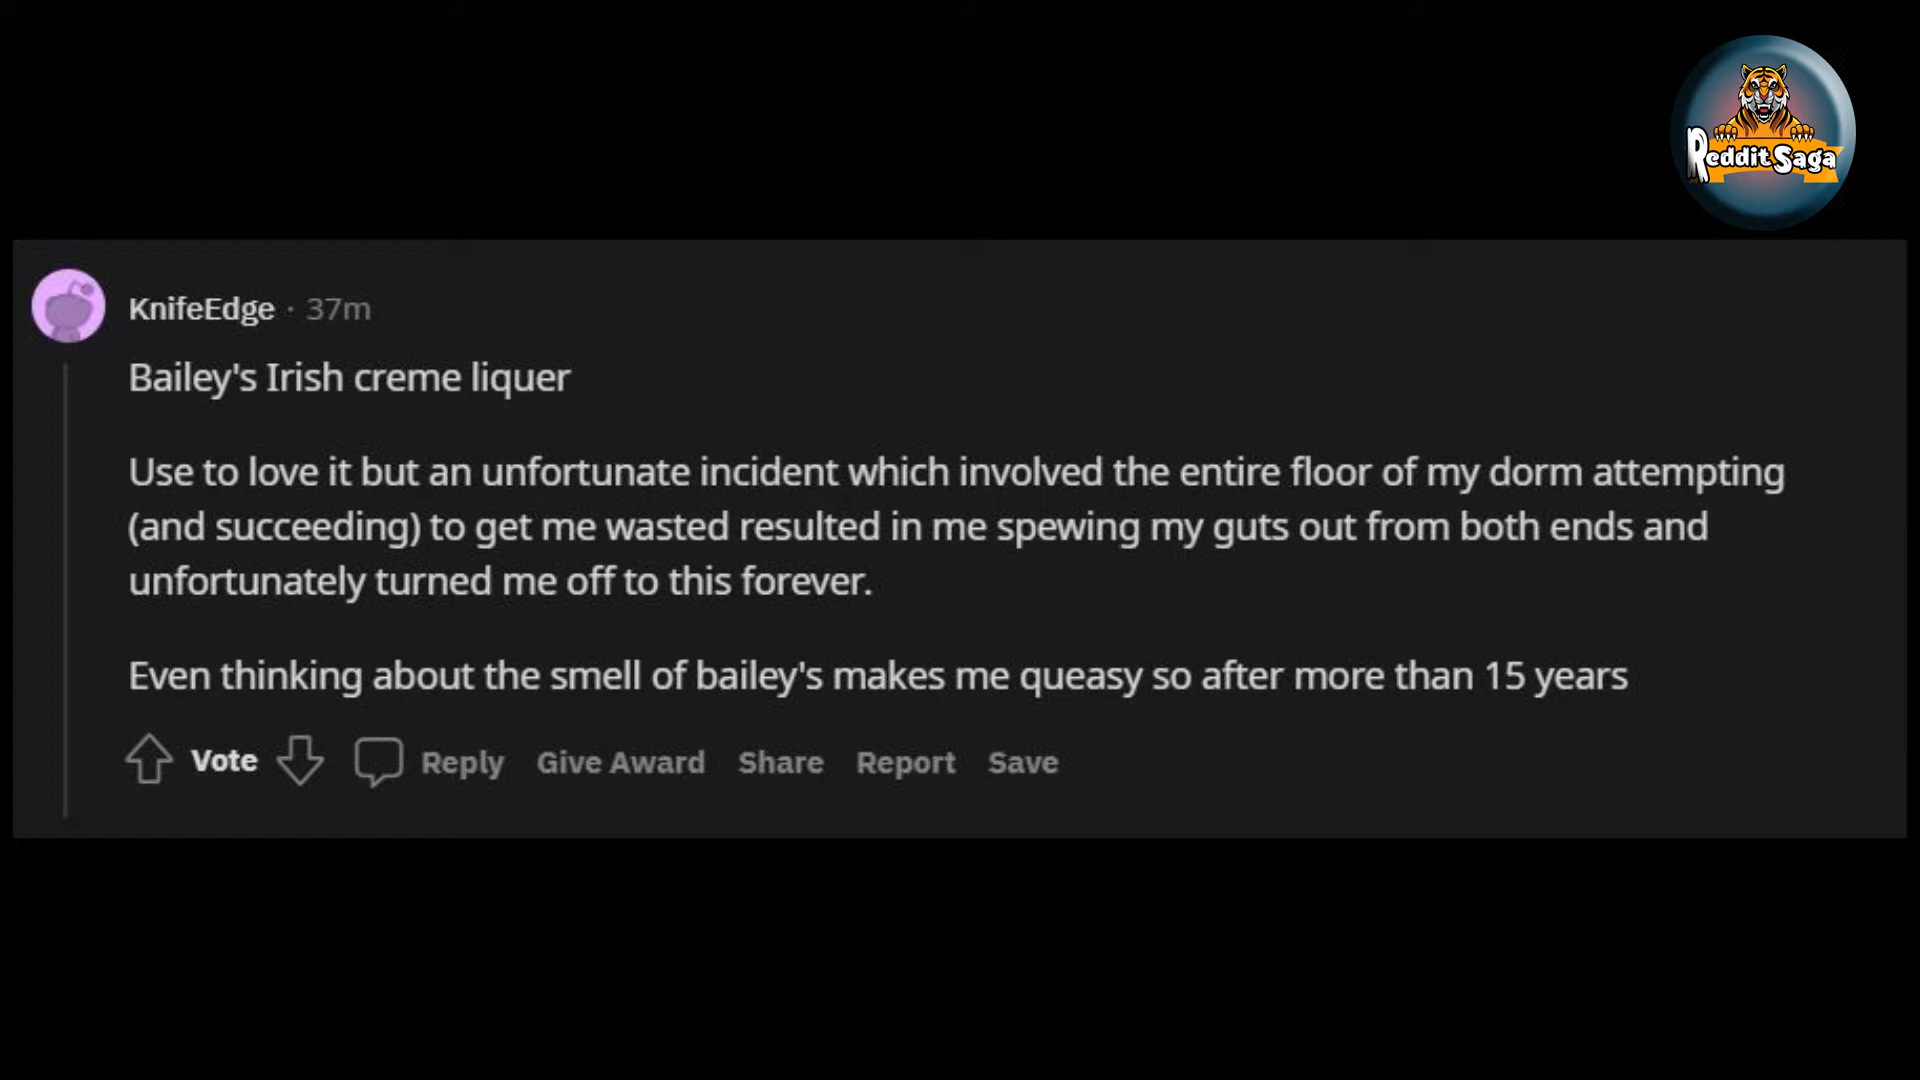 Reddit Saga
KnifeEdge · 37m
Bailey's Irish creme liquer
Use to love it but an unfortunate incident which involved the entire floor of my dorm attempting
(and succeeding) to get me wasted resulted in me spewing my guts out from both ends and
unfortunately turned me off to this forever.
Even thinking about the smell of bailey's makes me queasy so after more than 15 years
Vote Reply Give Award Share Report Save